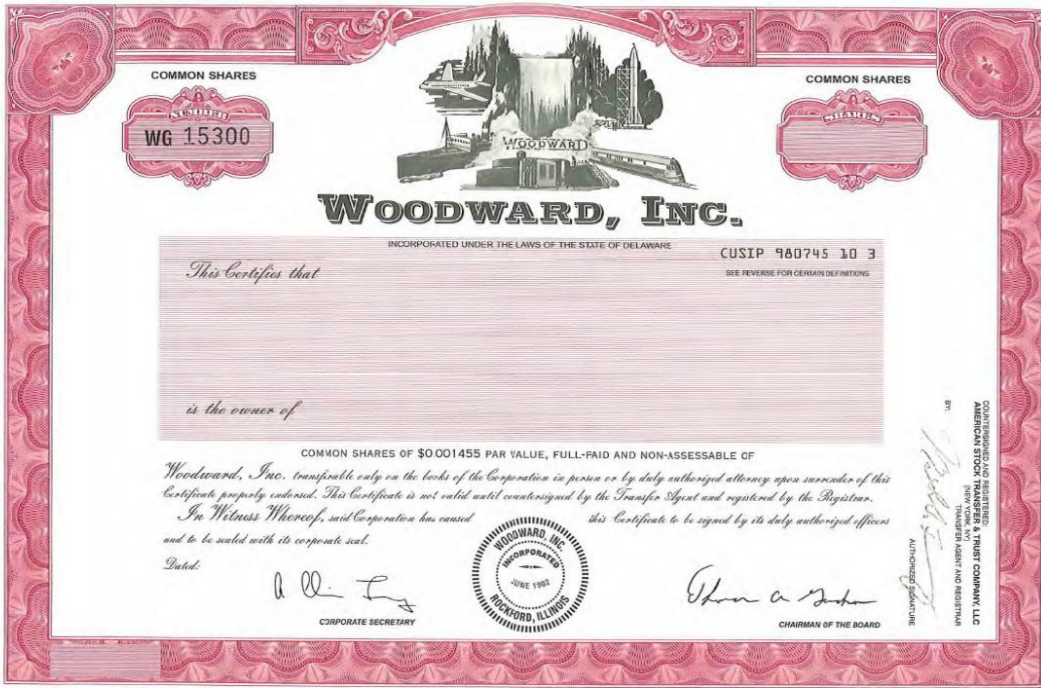 COMMON SHARES
COMMON SHARES
NUMBER
SHARES
WG 15300
WOODWARD
WOODWARD, INC.
INCORPORATED UNDER THE LAWS OF THE STATE OF DELAWARE
CUSIP 980745 10 3
This Certifies that
SEE REVERSE FOR CERTAIN DEFINITIONS
is the owner of
COMMON SHARES OF $0.001455 PAR VALUE, FULL-PAID AND NON-ASSESSABLE OF
Woodward, Inc. transferable only on the books of the Corporation in person or by duly authorized attorney upon surrender of this
Certificate properly endorsed. This Certificate is not valid until countersigned by the Transfer Agent and registered by the Registrar.
In Witness Whereof, said Corporation has caused this Certificate to be signed by its duly authorized officers
and to be sealed with its corporate seal.
Dated:
WOODWARD, INC.
INCORPORATED
JUNE 1902
ROCKFORD, ILLINOIS
CORPORATE SECRETARY
CHAIRMAN OF THE BOARD
COUNTERSIGNED AND REGISTERED:
AMERICAN STOCK TRANSFER & TRUST COMPANY, LLC
(NEW YORK, NY)
TRANSFER AGENT AND REGISTRAR
BY:
AUTHORIZED SIGNATURE